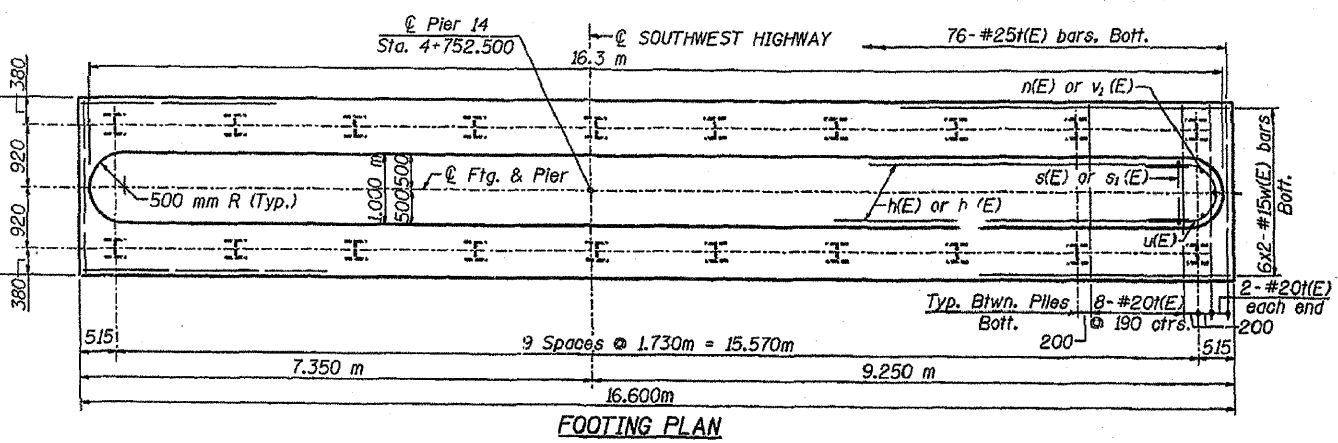 ℄ Pier 14
Sta. 4+752.500
℄ SOUTHWEST HIGHWAY
76-#25t(E) bars. Bott.
16.3 m
n(E) or v₂(E)
380
920
920
380
500 mm R (Typ.)
1.000 m
500
500
℄ Ftg. & Pier
s(E) or s₁(E)
h(E) or h (E)
u(E)
6x2-#15w(E) bars
Bott.
Typ. Btwn. Piles
Bott.
8-#20t(E)
@ 190 ctrs.
2-#20t(E)
each end
200
200
515
9 Spaces @ 1.730m = 15.570m
515
7.350 m
9.250 m
16.600m
FOOTING PLAN